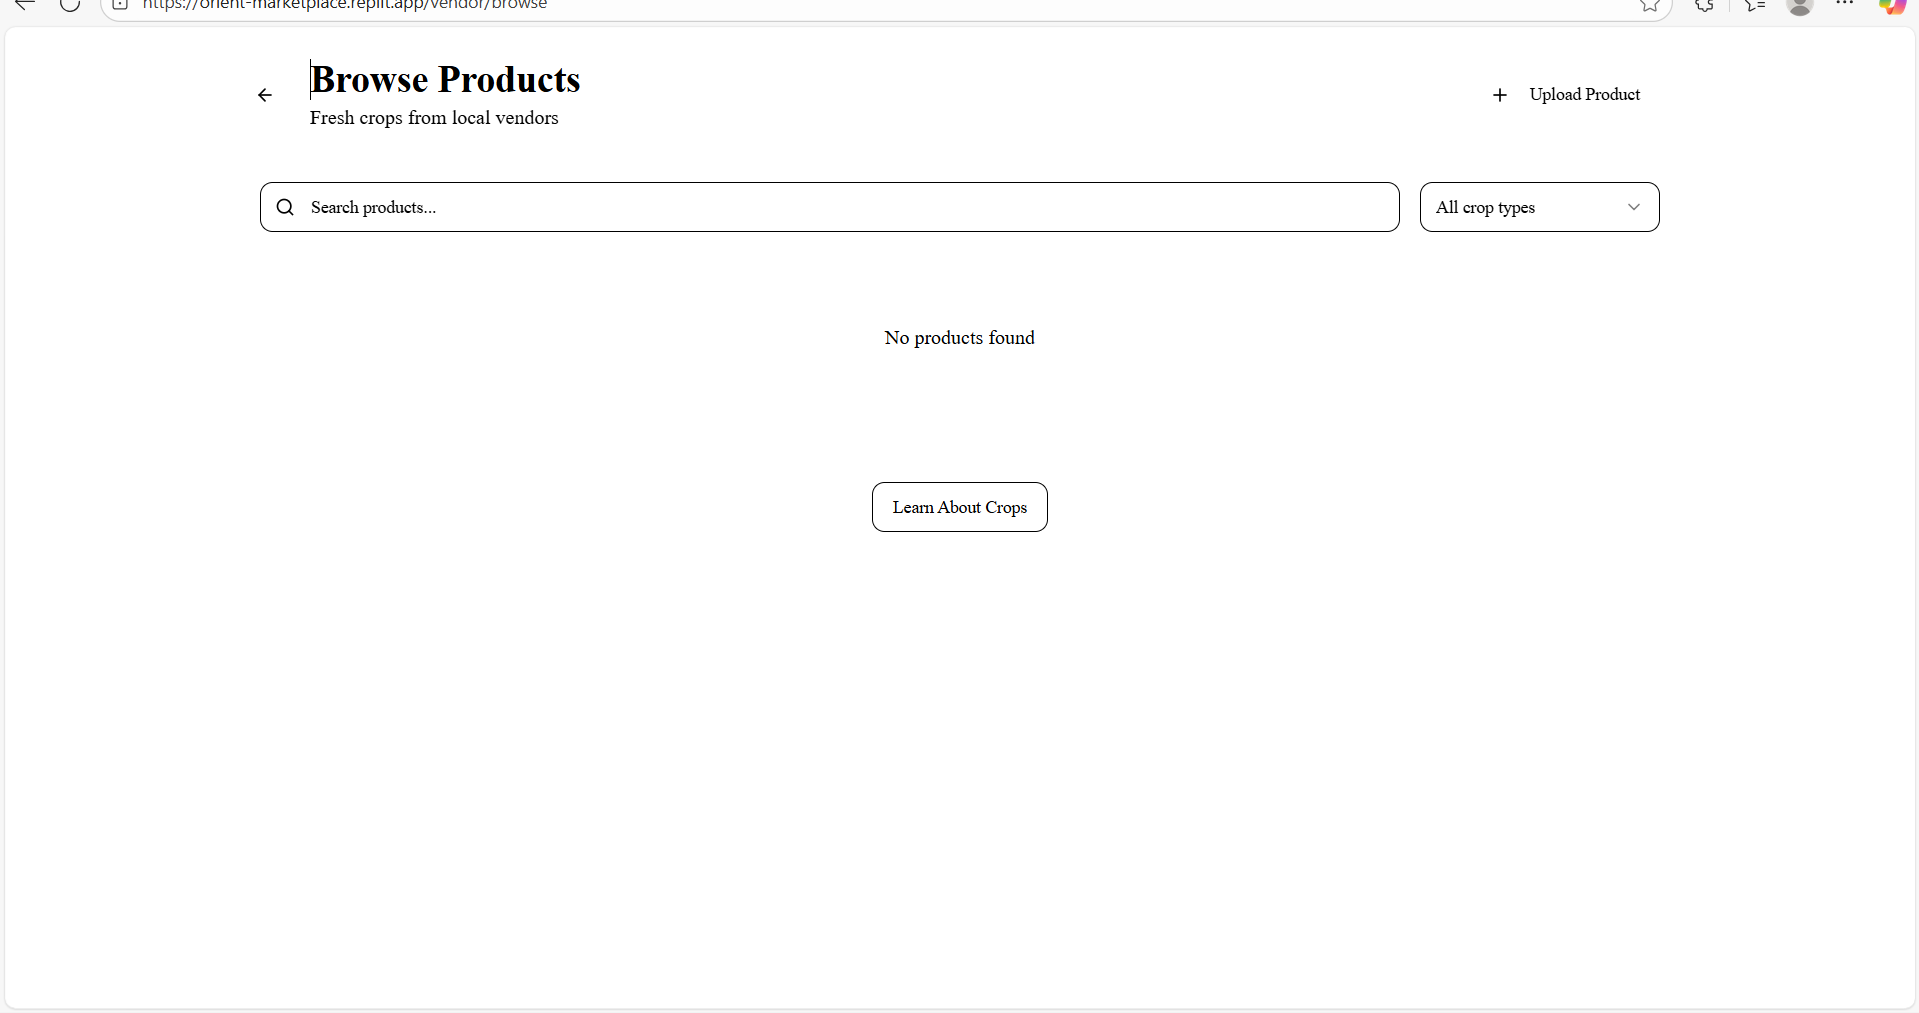 https://orient-marketplace.replit.app/vendor/browse
Browse Products
Fresh crops from local vendors
Upload Product
Search products...
All crop types
No products found
Learn About Crops